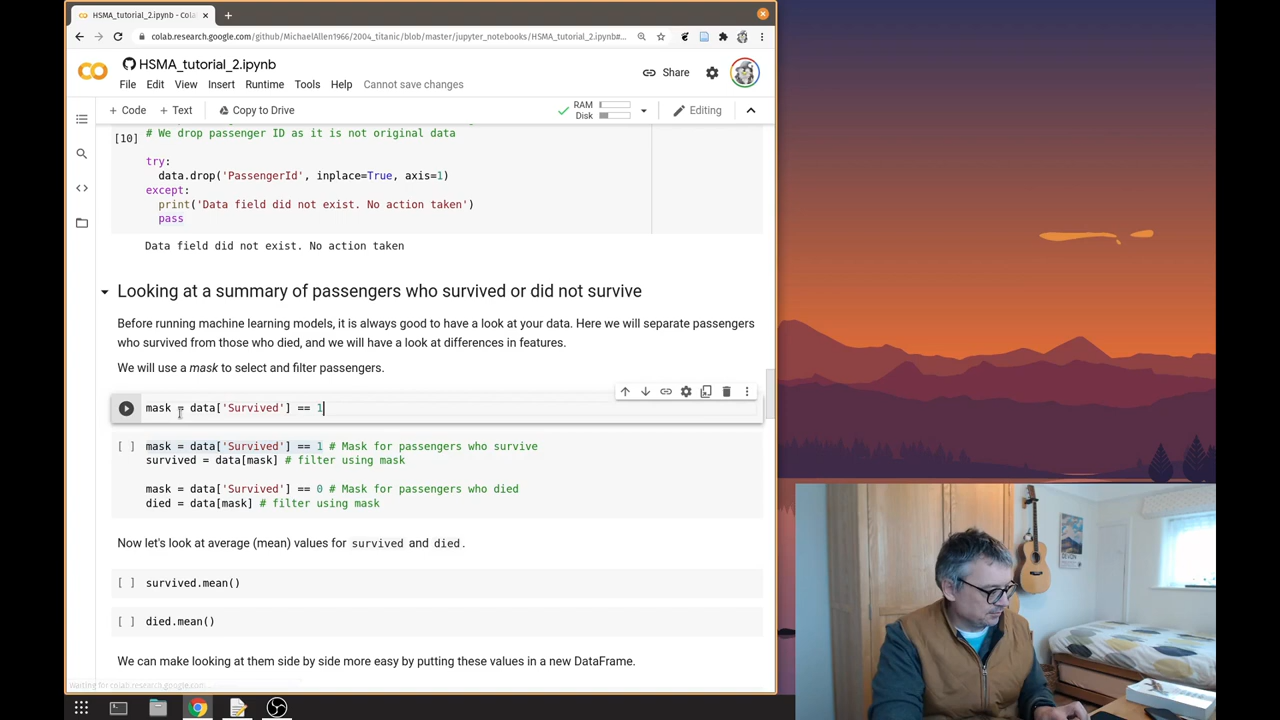 HSMA_tutorial_2.ipynb - Cola
colab.research.google.com/github/MichaelAllen1966/2004_titanic/blob/master/jupyter_notebooks/HSMA_tutorial_2.ipynb#...
HSMA_tutorial_2.ipynb
Share
File Edit View Insert Runtime Tools Help Cannot save changes
+ Code + Text Copy to Drive
RAM
Disk
Editing
# We drop passenger ID as it is not original data
[10]
try:
data.drop('PassengerId', inplace=True, axis=1)
except:
print('Data field did not exist. No action taken')
pass
Data field did not exist. No action taken
Looking at a summary of passengers who survived or did not survive
Before running machine learning models, it is always good to have a look at your data. Here we will separate passengers
who survived from those who died, and we will have a look at differences in features.
We will use a mask to select and filter passengers.
mask = data['Survived'] == 1
[ ] mask = data['Survived'] == 1 # Mask for passengers who survive
survived = data[mask] # filter using mask
mask = data['Survived'] == 0 # Mask for passengers who died
died = data[mask] # filter using mask
Now let's look at average (mean) values for survived and died.
[ ] survived.mean()
[ ] died.mean()
We can make looking at them side by side more easy by putting these values in a new DataFrame.
Waiting for colab.research.google.com...